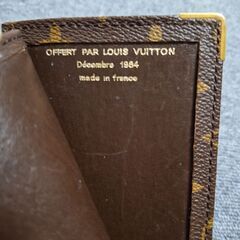 OFFERT PAR LOUIS VUITTON
Décembre 1984
made in france